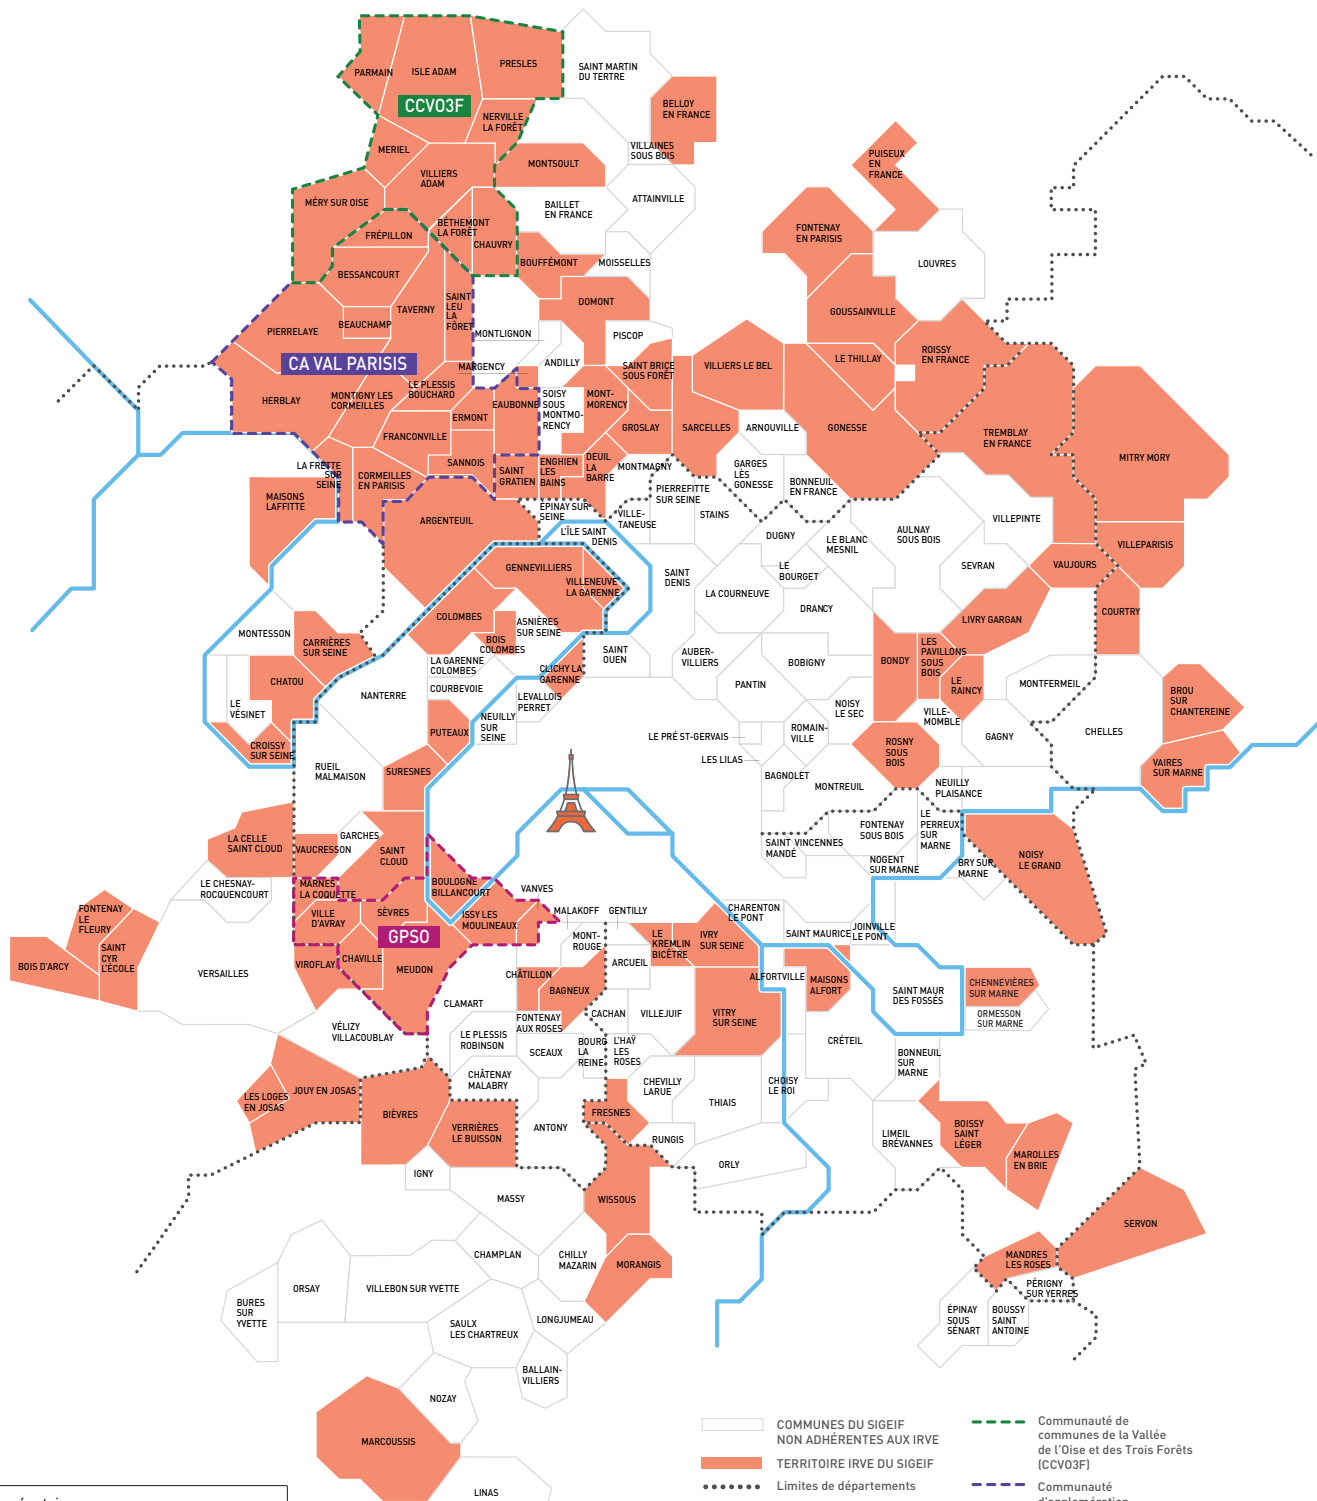 PARMAIN
ISLE ADAM
PRESLES
SAINT MARTIN
DU TERTRE
CCVO3F
NERVILLE
LA FORÊT
BELLOY
EN FRANCE
MERIEL
VILLIERS
ADAM
MONTSOULT
VILLAINES
SOUS BOIS
PUISEUX
EN
FRANCE
MÉRY SUR OISE
BAILLET
EN FRANCE
ATTAINVILLE
FRÉPILLON
BÉTHEMONT
LA FORÊT
CHAUVRY
FONTENAY
EN PARISIS
BESSANCOURT
BOUFFÉMONT
MOISSELLES
LOUVRES
TAVERNY
SAINT
LEU
LA
FÔRET
DOMONT
GOUSSAINVILLE
PIERRELAYE
BEAUCHAMP
MONTLIGNON
PISCOP
CA VAL PARISIS
MARGENCY
ANDILLY
SAINT BRICE
SOUS FORÊT
VILLIERS LE BEL
LE THILLAY
ROISSY
EN FRANCE
HERBLAY
MONTIGNY LES
CORMEILLES
LE PLESSIS
BOUCHARD
ERMONT
EAUBONNE
SOISY
SOUS
MONTMO-
RENCY
MONT-
MORENCY
GROSLAY
SARCELLES
ARNOUVILLE
GONESSE
TREMBLAY
EN FRANCE
MITRY MORY
FRANCONVILLE
LA FRETTE
SUR
SEINE
CORMEILLES
EN PARISIS
SANNOIS
SAINT
GRATIEN
ENGHIEN
LES
BAINS
DEUIL
LA
BARRE
MONTMAGNY
GARGES
LÈS
GONESSE
BONNEUIL
EN FRANCE
MAISONS
LAFFITTE
ARGENTEUIL
ÉPINAY SUR
SEINE
VILLE-
TANEUSE
PIERREFITTE
SUR SEINE
STAINS
L'ÎLE SAINT
DENIS
DUGNY
LE BLANC
MESNIL
AULNAY
SOUS BOIS
VILLEPINTE
VILLEPARISIS
GENNEVILLIERS
VILLENEUVE
LA GARENNE
SAINT
DENIS
LE
BOURGET
LA COURNEUVE
SEVRAN
VAUJOURS
COLOMBES
ASNIÈRES
SUR SEINE
DRANCY
LIVRY GARGAN
COURTRY
MONTESSON
CARRIÈRES
SUR SEINE
BOIS
COLOMBES
LA GARENNE
COLOMBES
CLICHY LA
GARENNE
SAINT
OUEN
AUBER-
VILLIERS
BOBIGNY
BONDY
LES
PAVILLONS
SOUS
BOIS
LE
RAINCY
MONTFERMEIL
BROU
SUR
CHANTEREINE
CHATOU
NANTERRE
COURBEVOIE
LEVALLOIS
PERRET
PANTIN
NOISY
LE SEC
LE
VÉSINET
VILLE-
MOMBLE
GAGNY
CHELLES
CROISSY
SUR SEINE
PUTEAUX
NEUILLY
SUR
SEINE
LE PRÉ ST-GERVAIS
ROMAIN-
VILLE
ROSNY
SOUS
BOIS
RUEIL
MALMAISON
SURESNES
LES LILAS
BAGNOLET
MONTREUIL
NEUILLY
PLAISANCE
VAIRES
SUR MARNE
LA CELLE
SAINT CLOUD
VAUCRESSON
GARCHES
SAINT
CLOUD
SAINT
MANDÉ
VINCENNES
FONTENAY
SOUS BOIS
LE
PERREUX
SUR
MARNE
NOISY
LE GRAND
LE CHESNAY-
ROCQUENCOURT
MARNES
LA COQUETTE
BOULOGNE
BILLANCOURT
VANVES
NOGENT
SUR MARNE
BRY SUR
MARNE
FONTENAY
LE
FLEURY
VILLE
D'AVRAY
SÈVRES
ISSY LES
MOULINEAUX
MALAKOFF
GENTILLY
CHARENTON
LE PONT
SAINT MAURICE
JOINVILLE
LE PONT
GPSO
BOIS D'ARCY
SAINT
CYR
L'ÉCOLE
VERSAILLES
VIROFLAY
CHAVILLE
MEUDON
MONT-
ROUGE
ARCUEIL
LE
KREMLIN
BICÊTRE
IVRY
SUR SEINE
CHÂTILLON
BAGNEUX
ALFORTVILLE
MAISONS
ALFORT
SAINT MAUR
DES FOSSÉS
CHENNEVIÈRES
SUR MARNE
CLAMART
FONTENAY
AUX ROSES
CACHAN
VILLEJUIF
VITRY
SUR SEINE
ORMESSON
SUR MARNE
VÉLIZY
VILLACOUBLAY
LE PLESSIS
ROBINSON
SCEAUX
BOURG
LA
REINE
L'HAŸ
LES
ROSES
CRÉTEIL
BONNEUIL
SUR
MARNE
CHÂTENAY
MALABRY
CHEVILLY
LARUE
CHOISY
LE ROI
LES LOGES
EN JOSAS
JOUY EN JOSAS
BIÈVRES
THIAIS
VERRIÈRES
LE BUISSON
ANTONY
FRESNES
RUNGIS
LIMEIL
BRÉVANNES
BOISSY
SAINT
LÉGER
MAROLLES
EN BRIE
IGNY
ORLY
MASSY
WISSOUS
SERVON
CHAMPLAN
CHILLY
MAZARIN
MORANGIS
MANDRES
LES ROSES
ORSAY
VILLEBON SUR YVETTE
PÉRIGNY
SUR YERRES
BURES
SUR
YVETTE
SAULX
LES CHARTREUX
LONGJUMEAU
ÉPINAY
SOUS
SÉNART
BOUSSY
SAINT
ANTOINE
BALLAIN-
VILLIERS
NOZAY
MARCOUSSIS
LINAS
COMMUNES DU SIGEIF
NON ADHÉRENTES AUX IRVE
TERRITOIRE IRVE DU SIGEIF
Limites de départements
Communauté de
communes de la Vallée
de l'Oise et des Trois Forêts
(CCVO3F)
Communauté